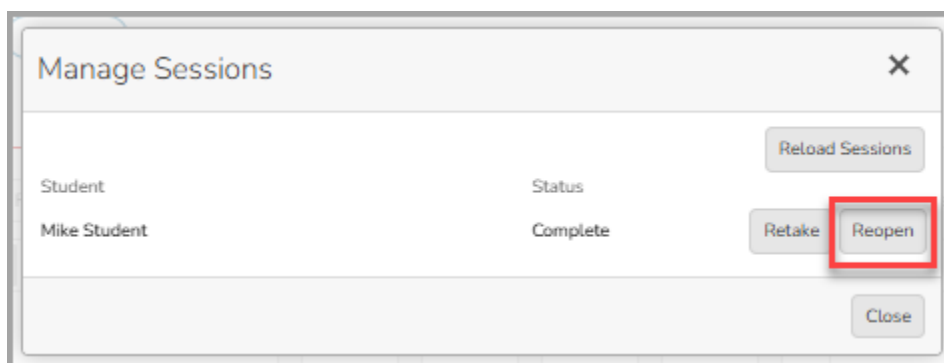 Manage Sessions
Reload Sessions
Student Status
Mike Student Complete Retake Reopen
Close